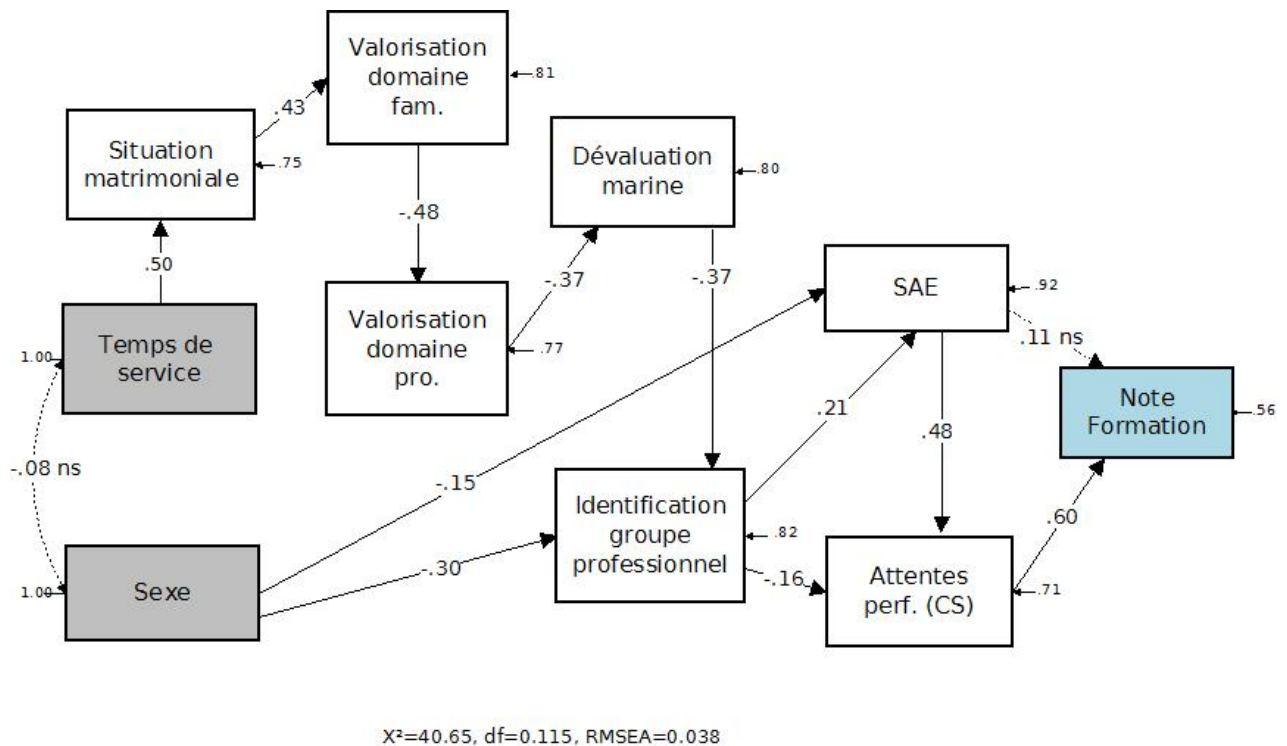 Valorisation
domaine
fam.
.81
.43
Situation
matrimoniale
.75
Dévaluation
marine
.80
-.48
.50
-.37
-.37
SAE
.92
Valorisation
domaine
pro.
.77
Temps de
service
1.00
.11 ns
Note
Formation
.56
.21
.48
-.08 ns
-.15
Identification
groupe
professionnel
.82
.60
-.30
-.16
Attentes
perf. (CS)
.71
Sexe
1.00
X²=40.65, df=0.115, RMSEA=0.038